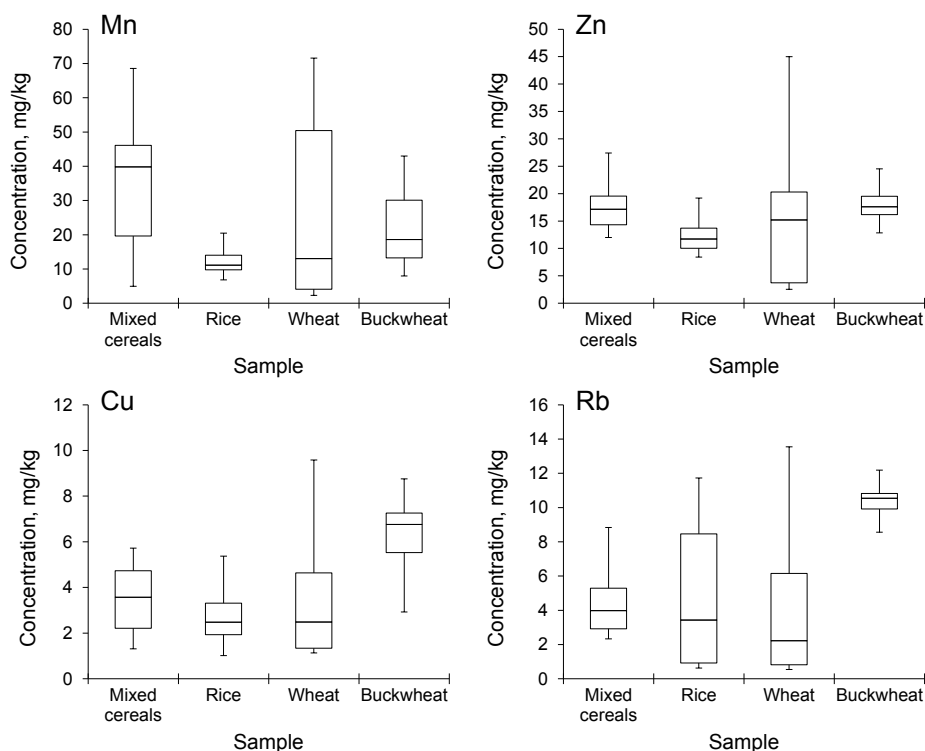 Mn
Concentration, mg/kg
80
70
60
50
40
30
20
10
0
Mixed
cereals
Rice
Wheat
Buckwheat
Sample
Zn
Concentration, mg/kg
50
45
40
35
30
25
20
15
10
5
0
Mixed
cereals
Rice
Wheat
Buckwheat
Sample
Cu
Concentration, mg/kg
12
10
8
6
4
2
0
Mixed
cereals
Rice
Wheat
Buckwheat
Sample
Rb
Concentration, mg/kg
16
14
12
10
8
6
4
2
0
Mixed
cereals
Rice
Wheat
Buckwheat
Sample